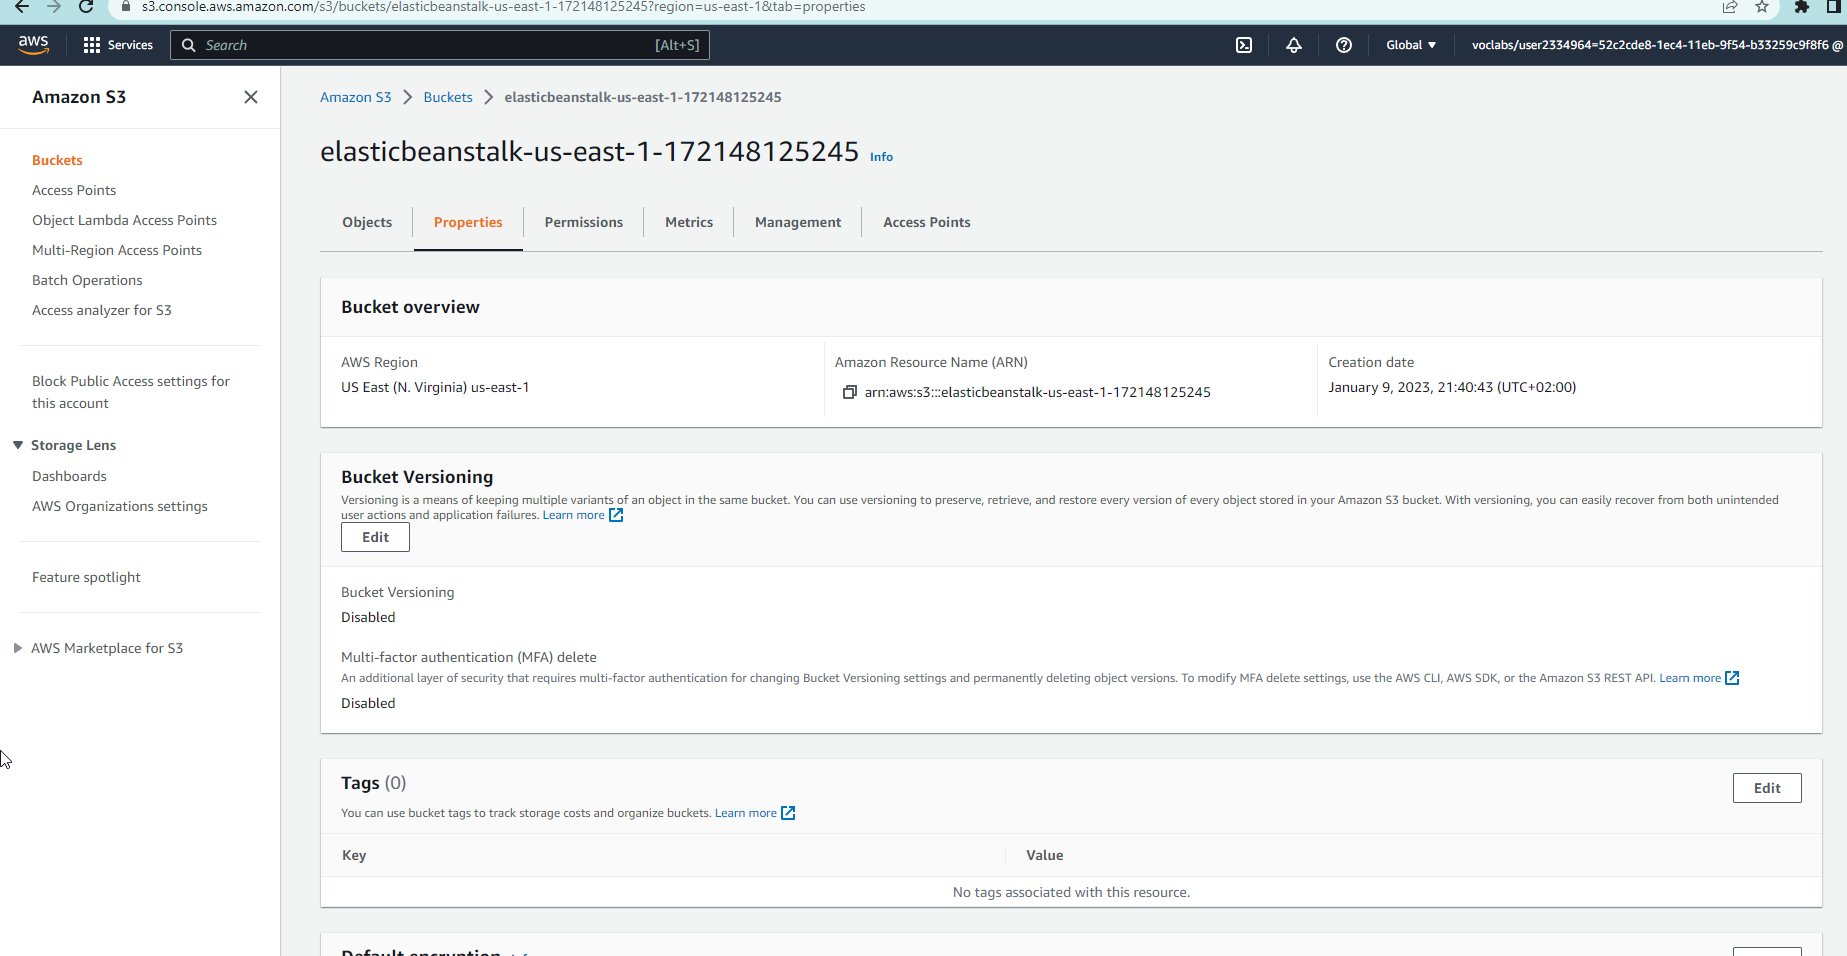 s3.console.aws.amazon.com/s3/buckets/elasticbeanstalk-us-east-1-172148125245?region=us-east-1&tab=properties
aws
Services
Search
[Alt+S]
Global
voclabs/user2334964=52c2cde8-1ec4-11eb-9f54-b33259c9f8f6 @
Amazon S3
Buckets
Access Points
Object Lambda Access Points
Multi-Region Access Points
Batch Operations
Access analyzer for S3
Block Public Access settings for
this account
Storage Lens
Dashboards
AWS Organizations settings
Feature spotlight
AWS Marketplace for S3
Amazon S3 > Buckets > elasticbeanstalk-us-east-1-172148125245
elasticbeanstalk-us-east-1-172148125245 Info
Objects
Properties
Permissions
Metrics
Management
Access Points
Bucket overview
AWS Region
US East (N. Virginia) us-east-1
Amazon Resource Name (ARN)
arn:aws:s3:::elasticbeanstalk-us-east-1-172148125245
Creation date
January 9, 2023, 21:40:43 (UTC+02:00)
Bucket Versioning
Versioning is a means of keeping multiple variants of an object in the same bucket. You can use versioning to preserve, retrieve, and restore every version of every object stored in your Amazon S3 bucket. With versioning, you can easily recover from both unintended
user actions and application failures. Learn more
Edit
Bucket Versioning
Disabled
Multi-factor authentication (MFA) delete
An additional layer of security that requires multi-factor authentication for changing Bucket Versioning settings and permanently deleting object versions. To modify MFA delete settings, use the AWS CLI, AWS SDK, or the Amazon S3 REST API. Learn more
Disabled
Tags (0)
Edit
You can use bucket tags to track storage costs and organize buckets. Learn more
Key
Value
No tags associated with this resource.
Default encryption